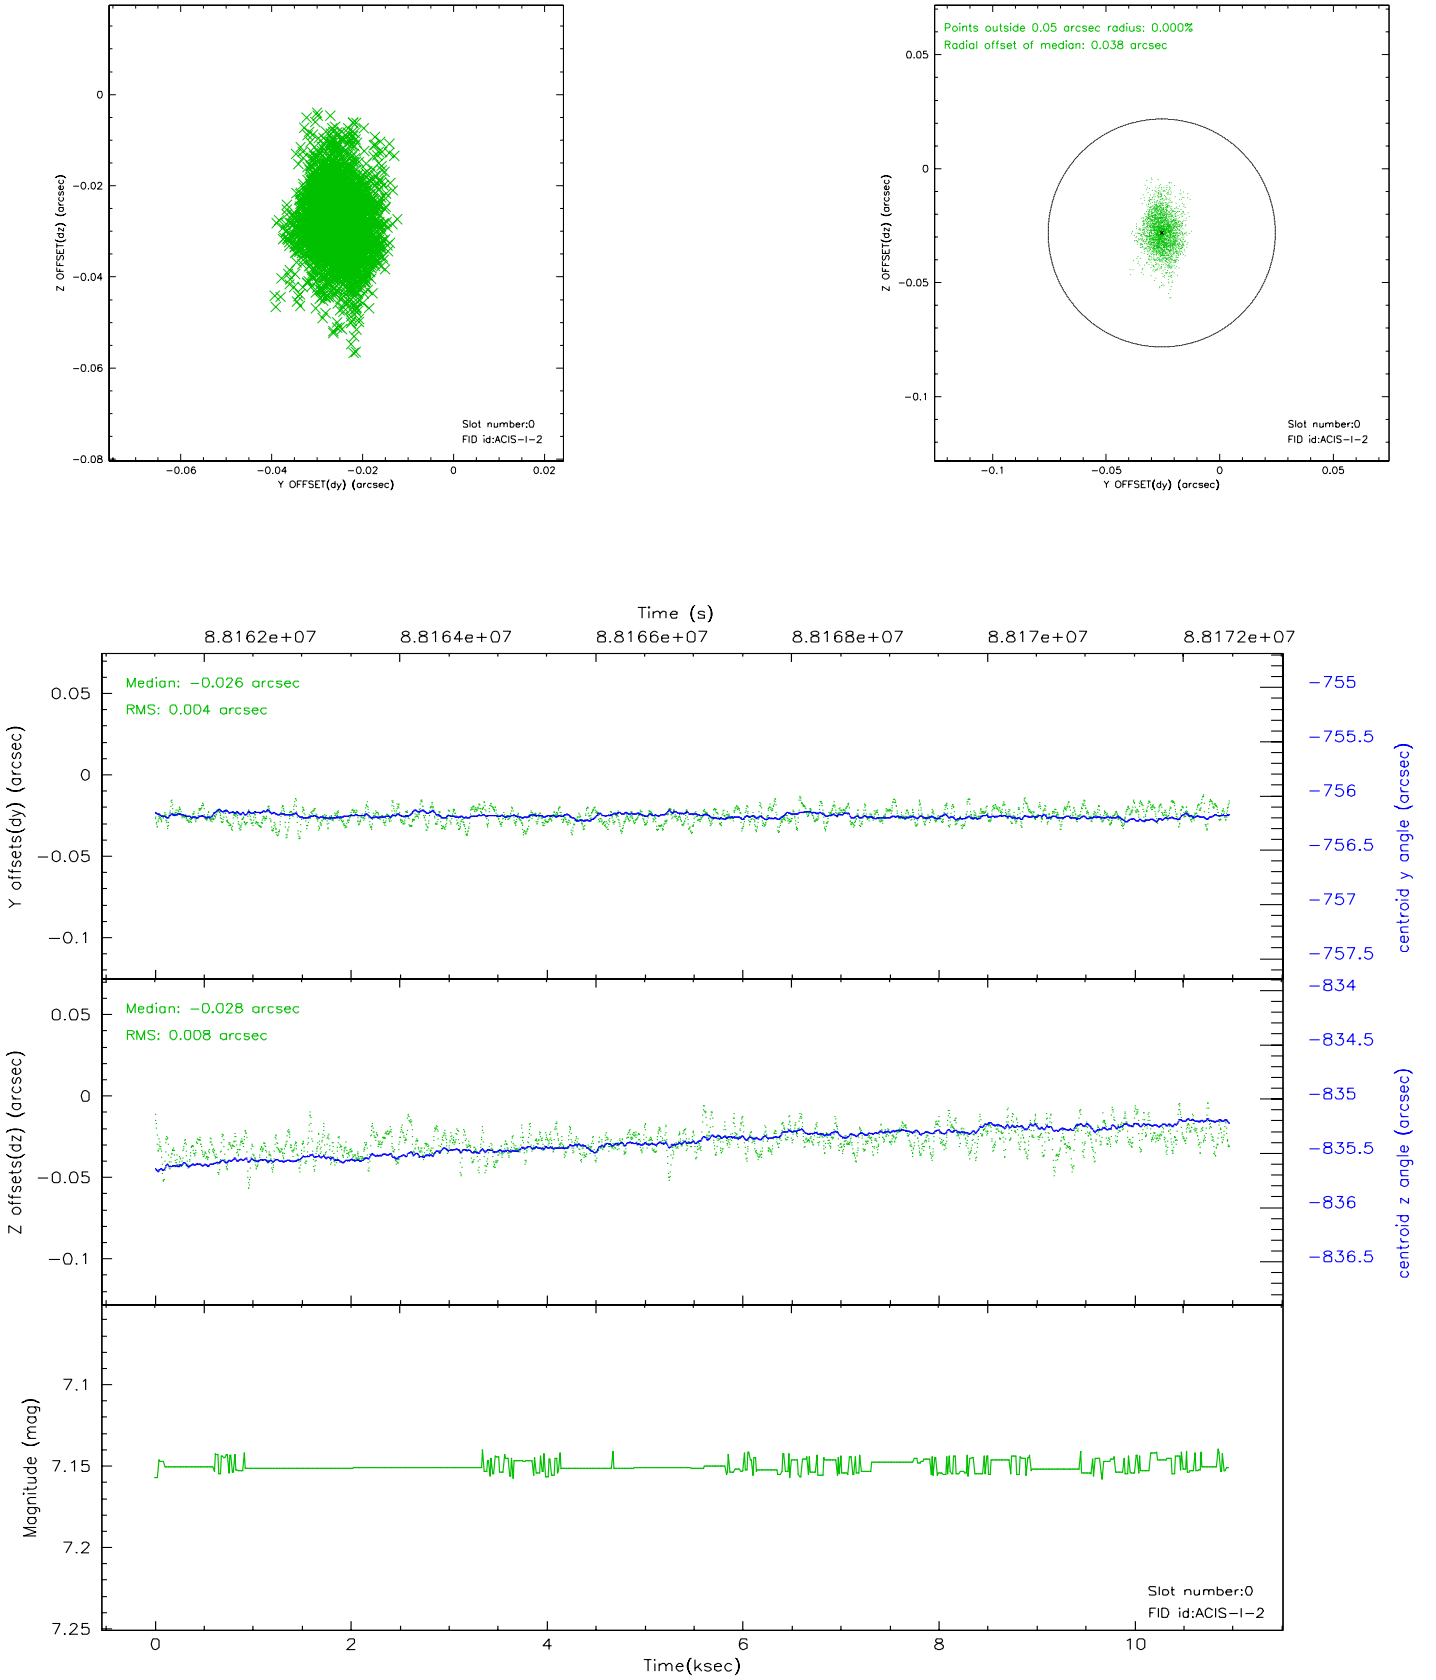 0
−0.02
−0.04
−0.06
−0.08
Z OFFSET(dz) (arcsec)
Slot number:0
FID id:ACIS−I−2
−0.06 −0.04 −0.02 0 0.02
Y OFFSET(dy) (arcsec)
Points outside 0.05 arcsec radius: 0.000%
Radial offset of median: 0.038 arcsec
0.05
0
−0.05
−0.1
Z OFFSET(dz) (arcsec)
Slot number:0
FID id:ACIS−I−2
−0.1 −0.05 0 0.05
Y OFFSET(dy) (arcsec)
Time (s)
8.8162e+07 8.8164e+07 8.8166e+07 8.8168e+07 8.817e+07 8.8172e+07
Median: −0.026 arcsec
RMS: 0.004 arcsec
0.05
0
−0.05
−0.1
Y offsets(dy) (arcsec)
−755
−755.5
−756
−756.5
−757
−757.5
centroid y angle (arcsec)
Median: −0.028 arcsec
RMS: 0.008 arcsec
0.05
0
−0.05
−0.1
Z offsets(dz) (arcsec)
−834
−834.5
−835
−835.5
−836
−836.5
centroid z angle (arcsec)
7.1
7.15
7.2
7.25
Magnitude (mag)
Slot number:0
FID id:ACIS−I−2
0 2 4 6 8 10
Time(ksec)